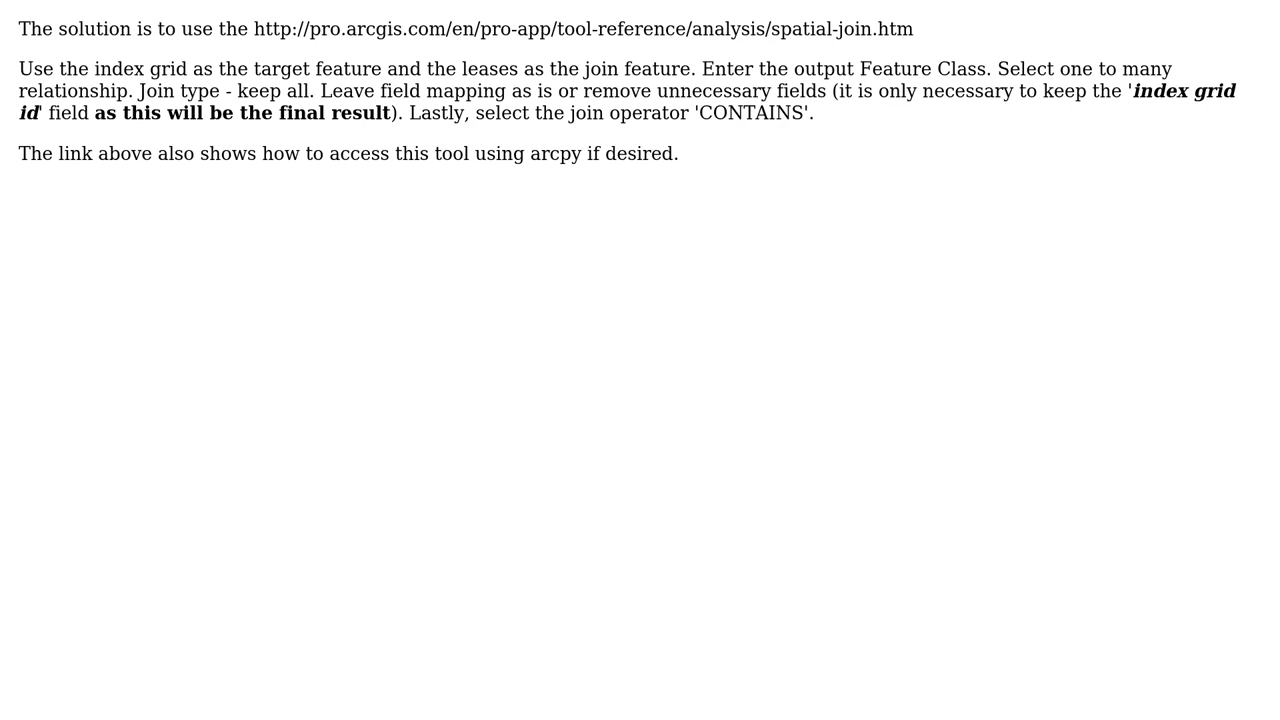 The solution is to use the http://pro.arcgis.com/en/pro-app/tool-reference/analysis/spatial-join.htm
Use the index grid as the target feature and the leases as the join feature. Enter the output Feature Class. Select one to many
relationship. Join type - keep all. Leave field mapping as is or remove unnecessary fields (it is only necessary to keep the 'index grid
id' field as this will be the final result). Lastly, select the join operator 'CONTAINS'.
The link above also shows how to access this tool using arcpy if desired.